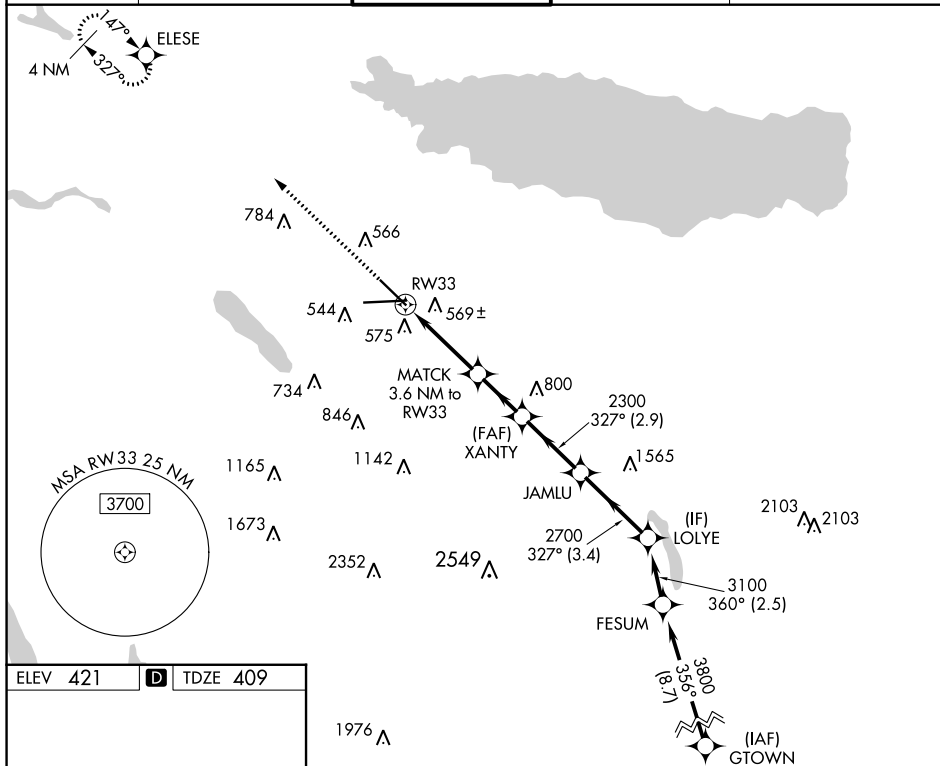 147°
ELESE
4 NM
327°
784
566
RW33
544
569±
575
MATCK
3.6 NM to
RW33
800
734
2300
327° (2.9)
846
(FAF)
XANTY
1142
1565
1165
JAMLU
MSA RW33 25 NM
3700
2103
2103
(IF)
LOLYE
1673
2700
327° (3.4)
2352
2549
3100
360° (2.5)
FESUM
3800
356°
(8.7)
ELEV 421
D
TDZE 409
1976
(IAF)
GTOWN